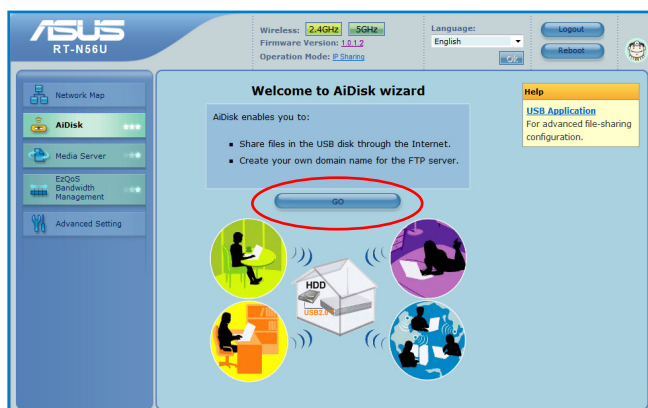 ASUS
RT-N56U
Wireless: 2.4GHz 5GHz
Firmware Version: 1.0.1.2
Operation Mode: IP Sharing
Language:
English
OK
Logout
Reboot
Network Map
AiDisk
Media Server
EzQoS
Bandwidth
Management
Advanced Setting
Welcome to AiDisk wizard
AiDisk enables you to:
Share files in the USB disk through the Internet.
Create your own domain name for the FTP server.
GO
HDD
USB2.0
Help
USB Application
For advanced file-sharing
configuration.